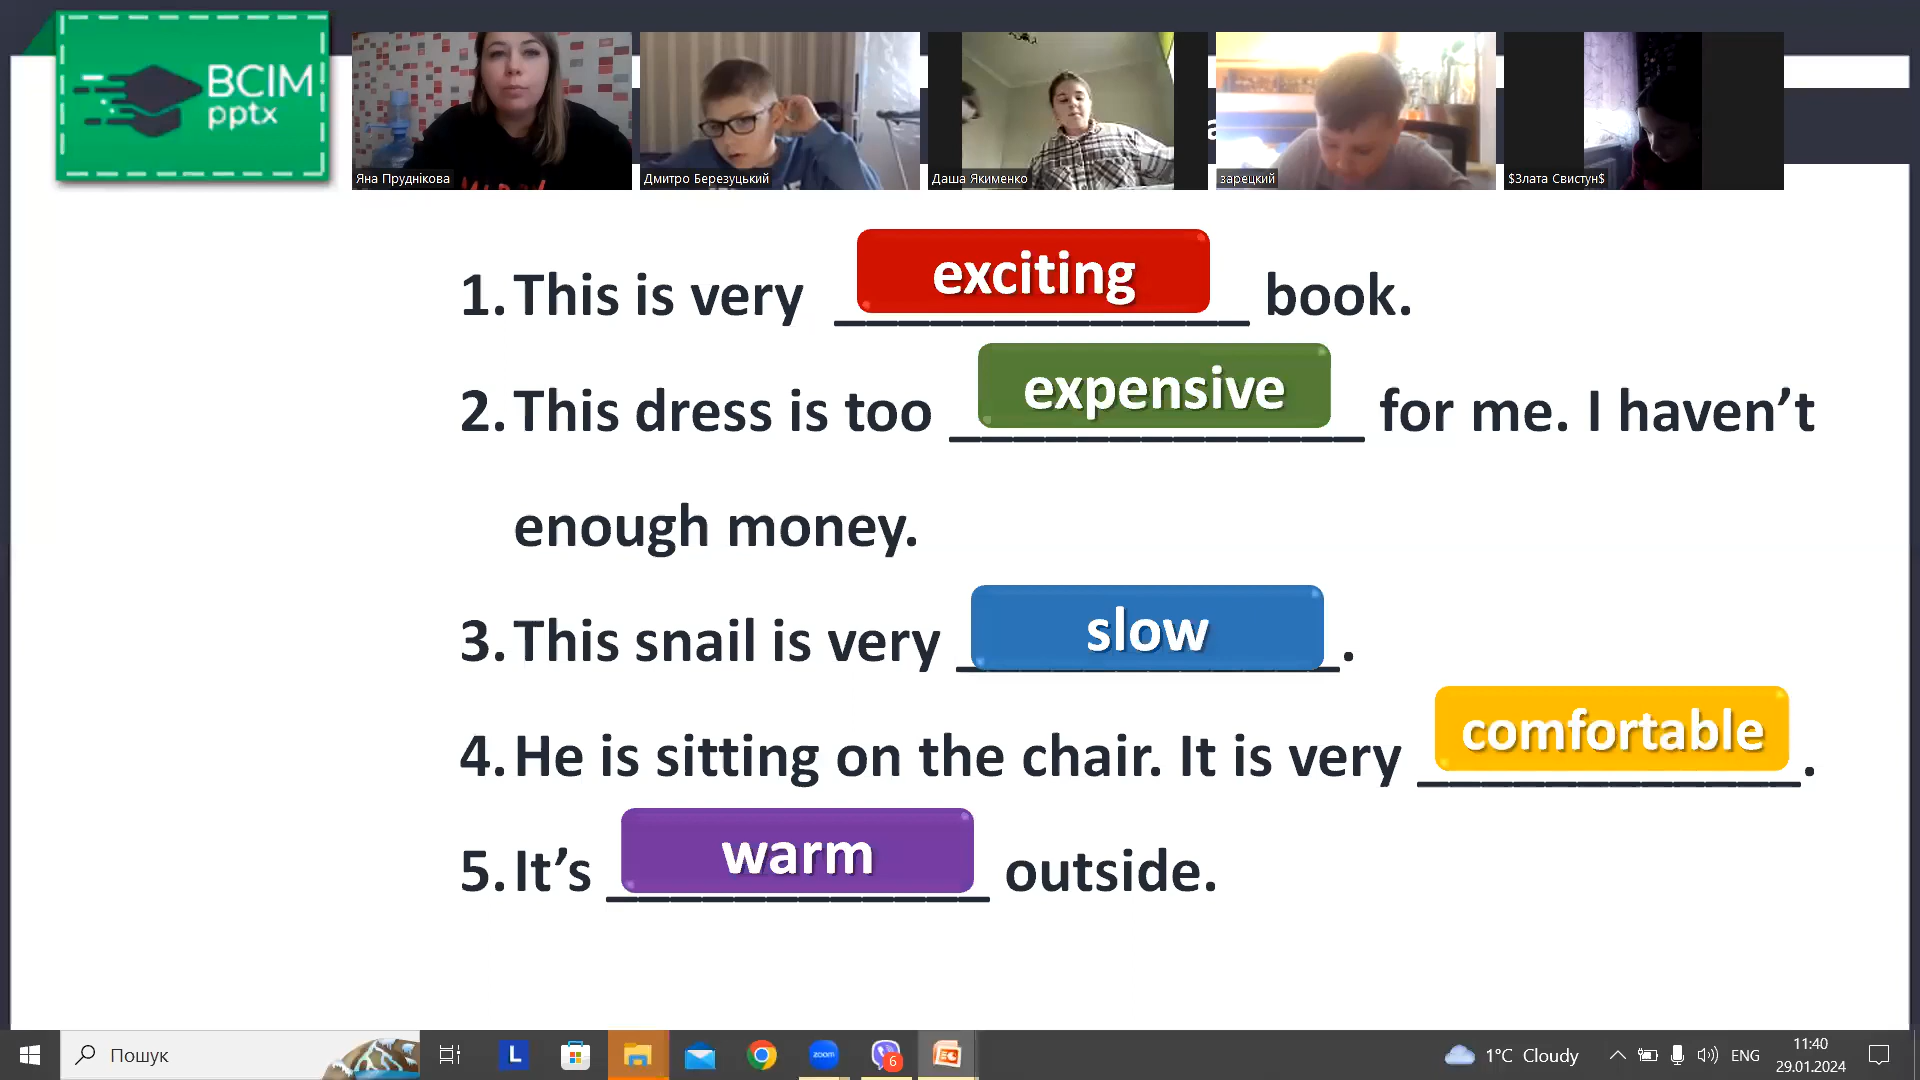 BCIM
pptx
Яна Пруднікова
Дмитро Березуцький
Даша Якименко
зарецкий
$Злата Свистун$
1. This is very exciting book.
2. This dress is too expensive for me. I haven’t
enough money.
3. This snail is very slow.
4. He is sitting on the chair. It is very comfortable.
5. It’s warm outside.
Пошук
L
zoom
6
1°C Cloudy
ENG
11:40
29.01.2024